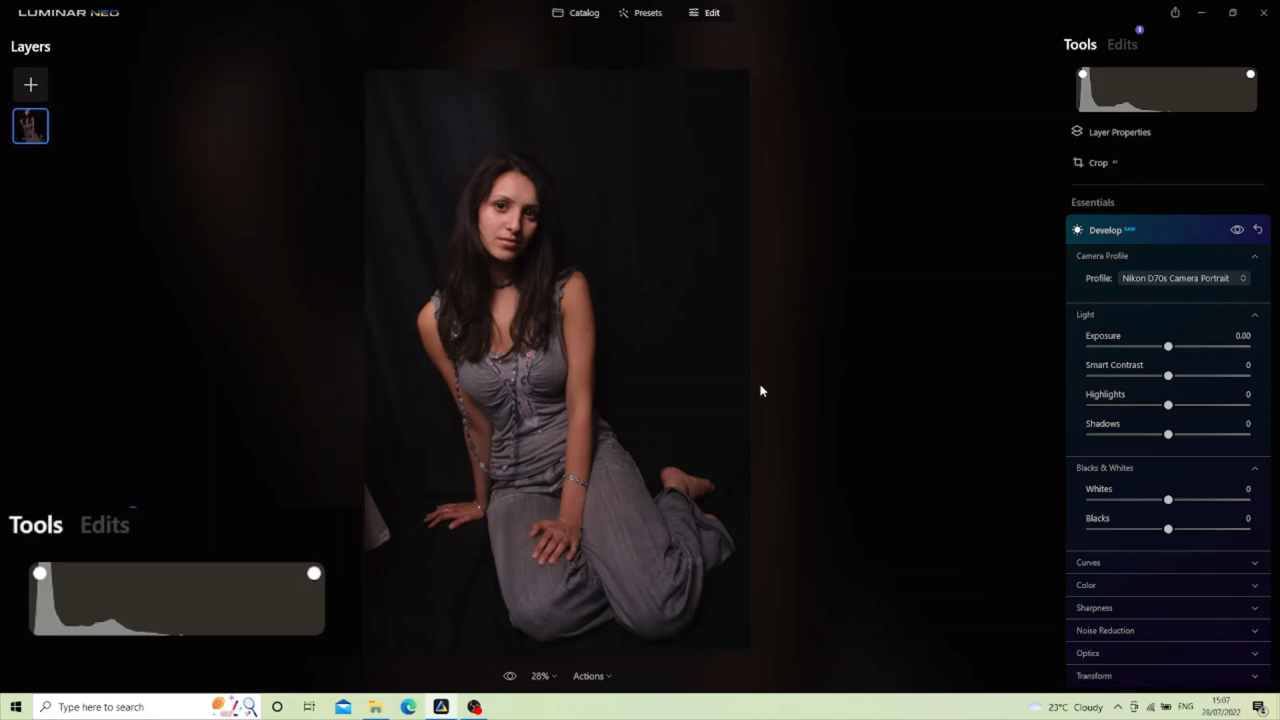 LUMINAR NEO
Catalog
Presets
Edit
Layers
Tools
Edits
1
Layer Properties
Crop AI
Essentials
Develop RAW
Camera Profile
Profile:
Nikon D70s Camera Portrait
Light
Exposure
0.00
Smart Contrast
0
Highlights
0
Shadows
0
Blacks & Whites
Whites
0
Blacks
0
Curves
Color
Sharpness
Noise Reduction
Optics
Transform
Tools
Edits
28%
Actions
Type here to search
23°C Cloudy
ENG
15:07
28/07/2022